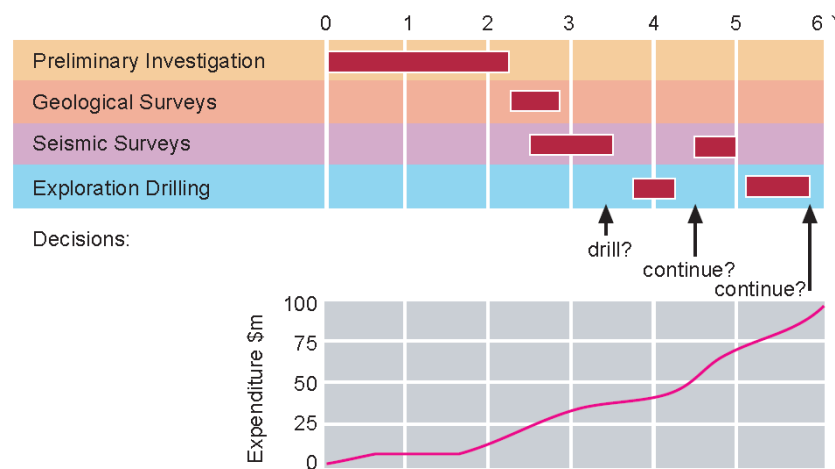 0 1 2 3 4 5 6
Preliminary Investigation
Geological Surveys
Seismic Surveys
Exploration Drilling
Decisions:
drill?
continue?
continue?
Expenditure $m
100
75
50
25
0